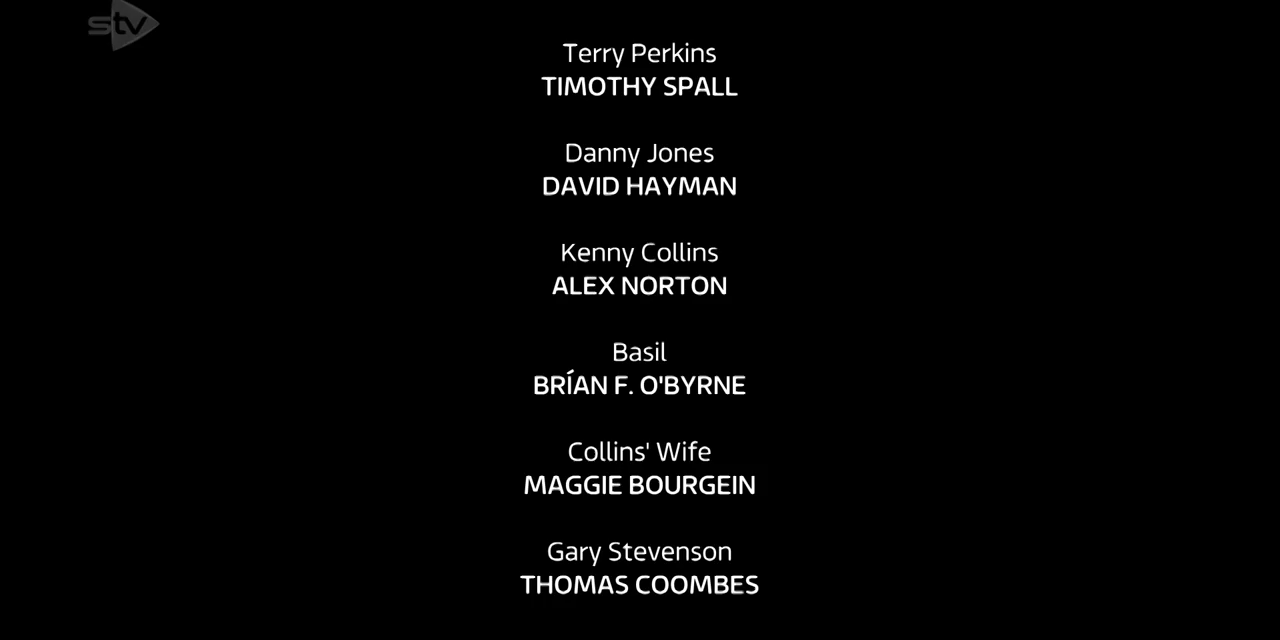 stv
Terry Perkins
TIMOTHY SPALL
Danny Jones
DAVID HAYMAN
Kenny Collins
ALEX NORTON
Basil
BRÍAN F. O'BYRNE
Collins' Wife
MAGGIE BOURGEIN
Gary Stevenson
THOMAS COOMBES